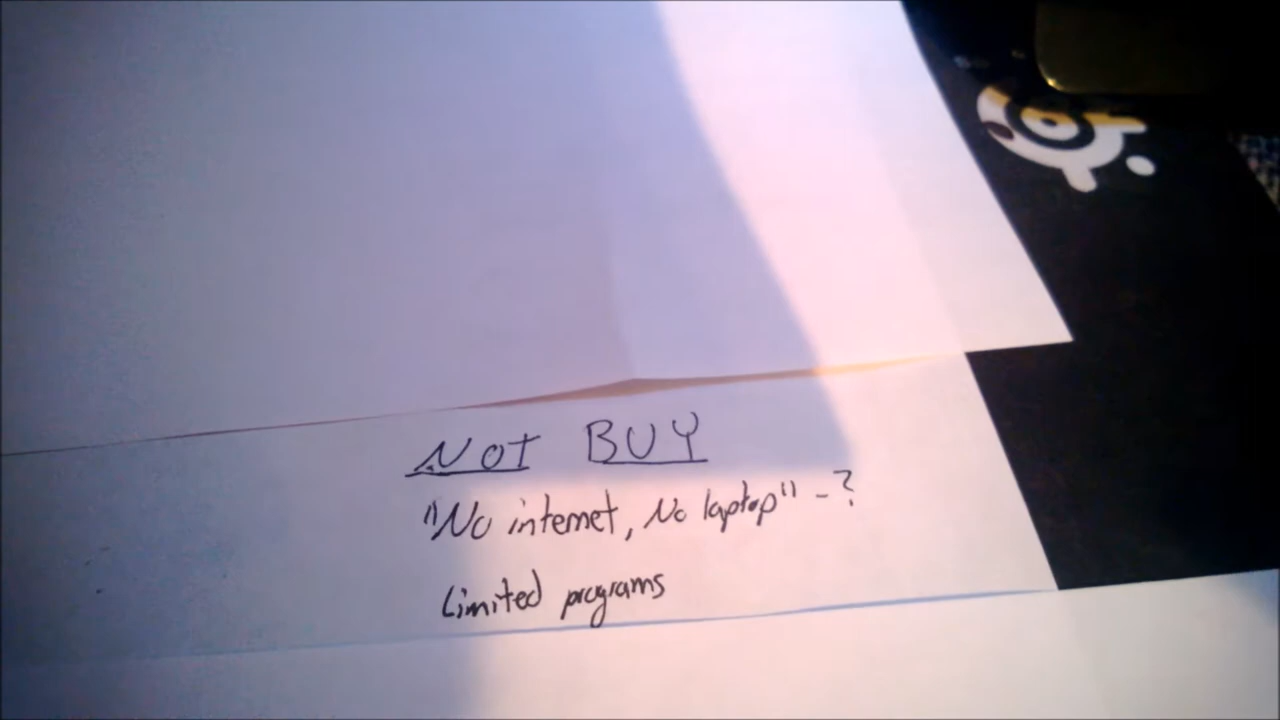 NOT BUY
"No internet, No laptop" - ?
Limited programs